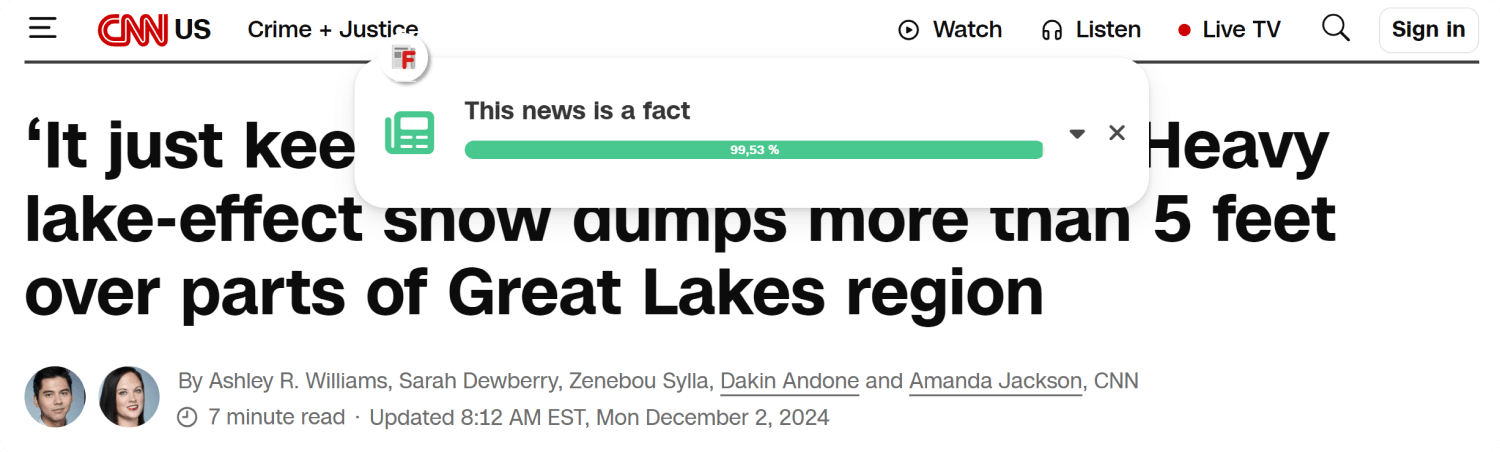 CNN US Crime + Justice Watch Listen Live TV Sign in
F
This news is a fact
99,53 %
‘It just kee Heavy
lake-effect snow dumps more than 5 feet
over parts of Great Lakes region
By Ashley R. Williams, Sarah Dewberry, Zenebou Sylla, Dakin Andone and Amanda Jackson, CNN
7 minute read · Updated 8:12 AM EST, Mon December 2, 2024